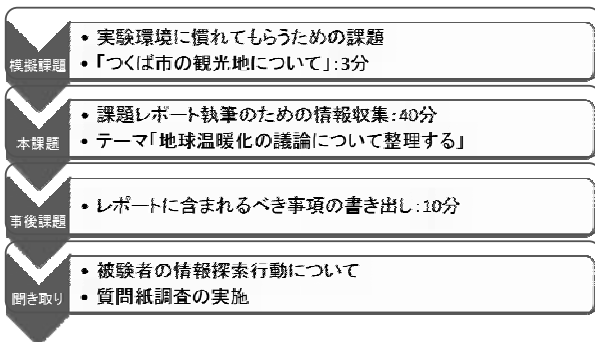 模擬課題
• 実験環境に慣れてもらうための課題
• 「つくば市の観光地について」：3分
本課題
• 課題レポート執筆のための情報収集：40分
• テーマ「地球温暖化の議論について整理する」
事後課題
• レポートに含まれるべき事項の書き出し：10分
聞き取り
• 被験者の情報探索行動について
• 質問紙調査の実施